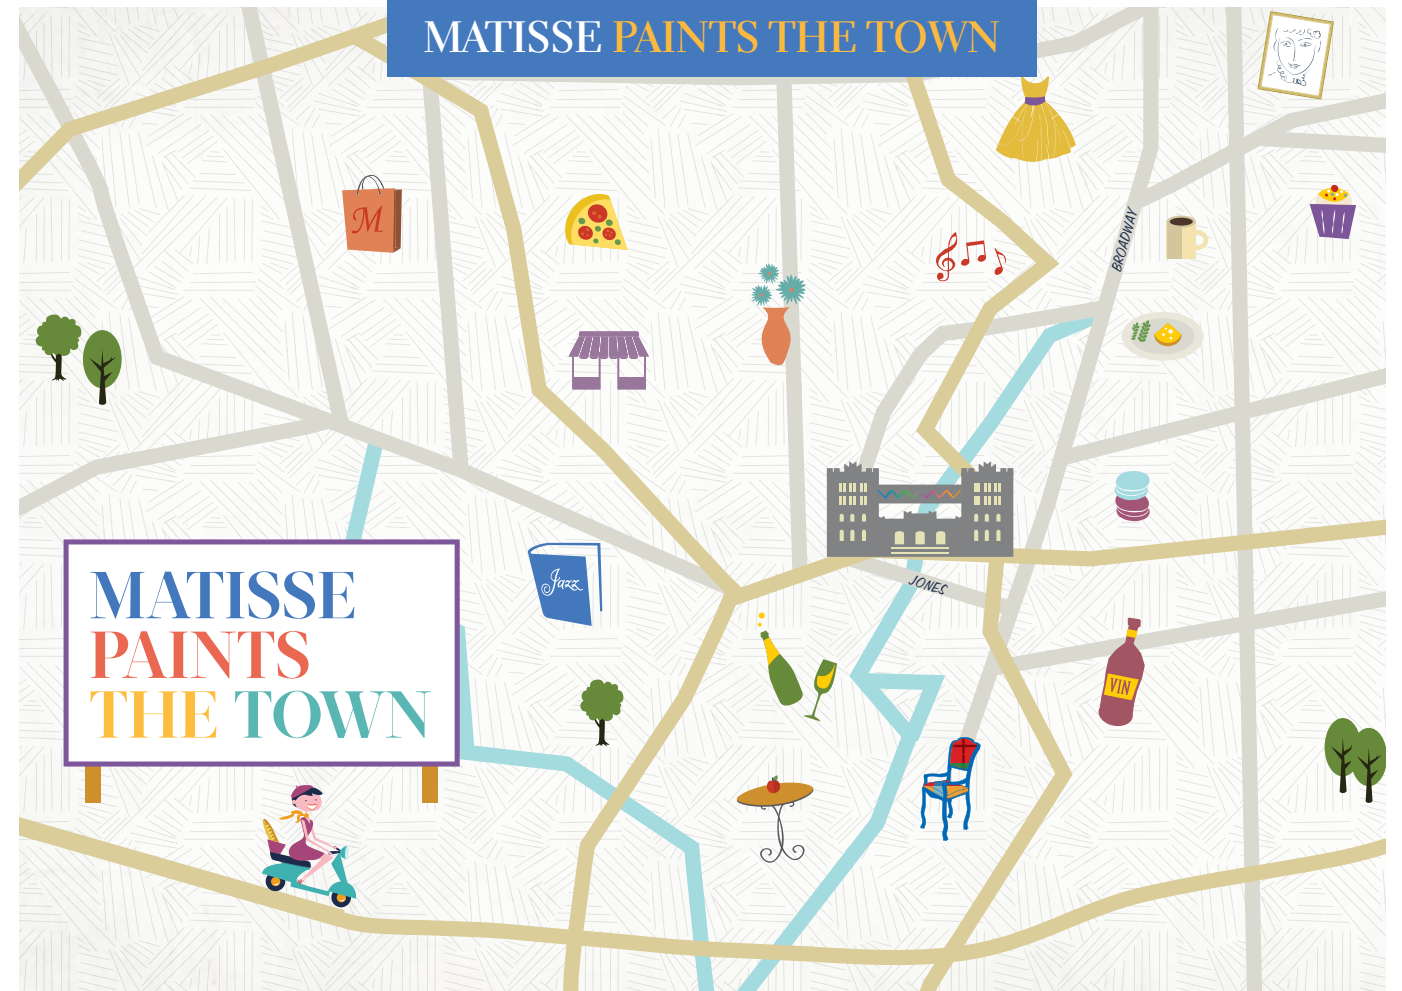 MATISSE PAINTS THE TOWN
M
BROADWAY
JONES
Jazz
MATISSE
PAINTS
THE TOWN
VIN